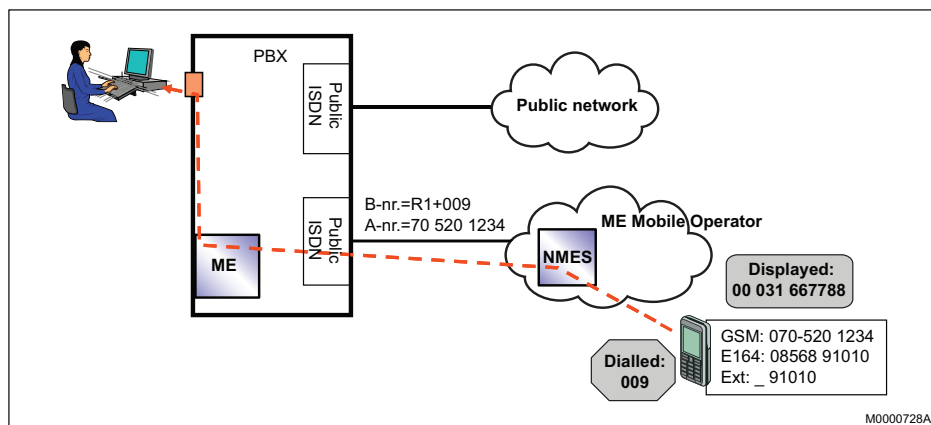 PBX
Public
ISDN
Public network
B-nr.=R1+009
A-nr.=70 520 1234
Public
ISDN
ME Mobile Operator
ME
NMES
Displayed:
00 031 667788
Dialled:
009
GSM: 070-520 1234
E164: 08568 91010
Ext: _ 91010
M0000728A